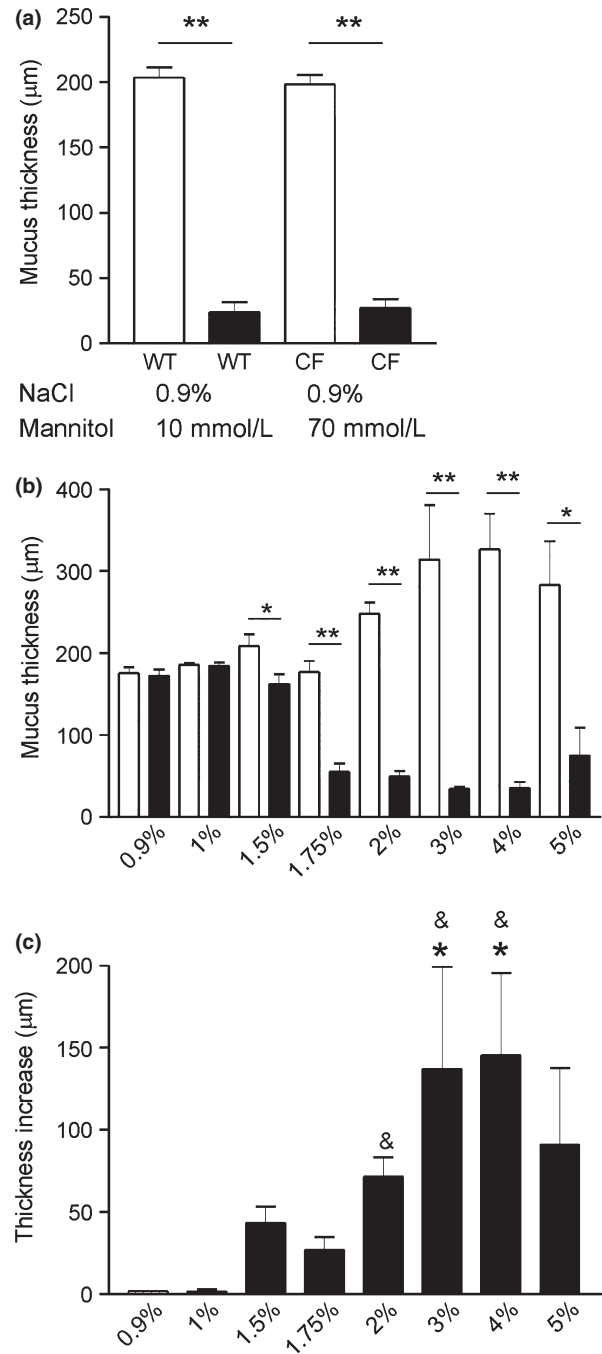 (a)
250
200
150
100
50
0
Mucus thickness (μm)
** **
WT WT CF CF
NaCl 0.9% 0.9%
Mannitol 10 mmol/L 70 mmol/L
(b)
400
300
200
100
0
Mucus thickness (μm)
* ** ** ** ** *
0.9% 1% 1.5% 1.75% 2% 3% 4% 5%
(c)
200
150
100
50
0
Thickness increase (μm)
& & &
* *
0.9% 1% 1.5% 1.75% 2% 3% 4% 5%